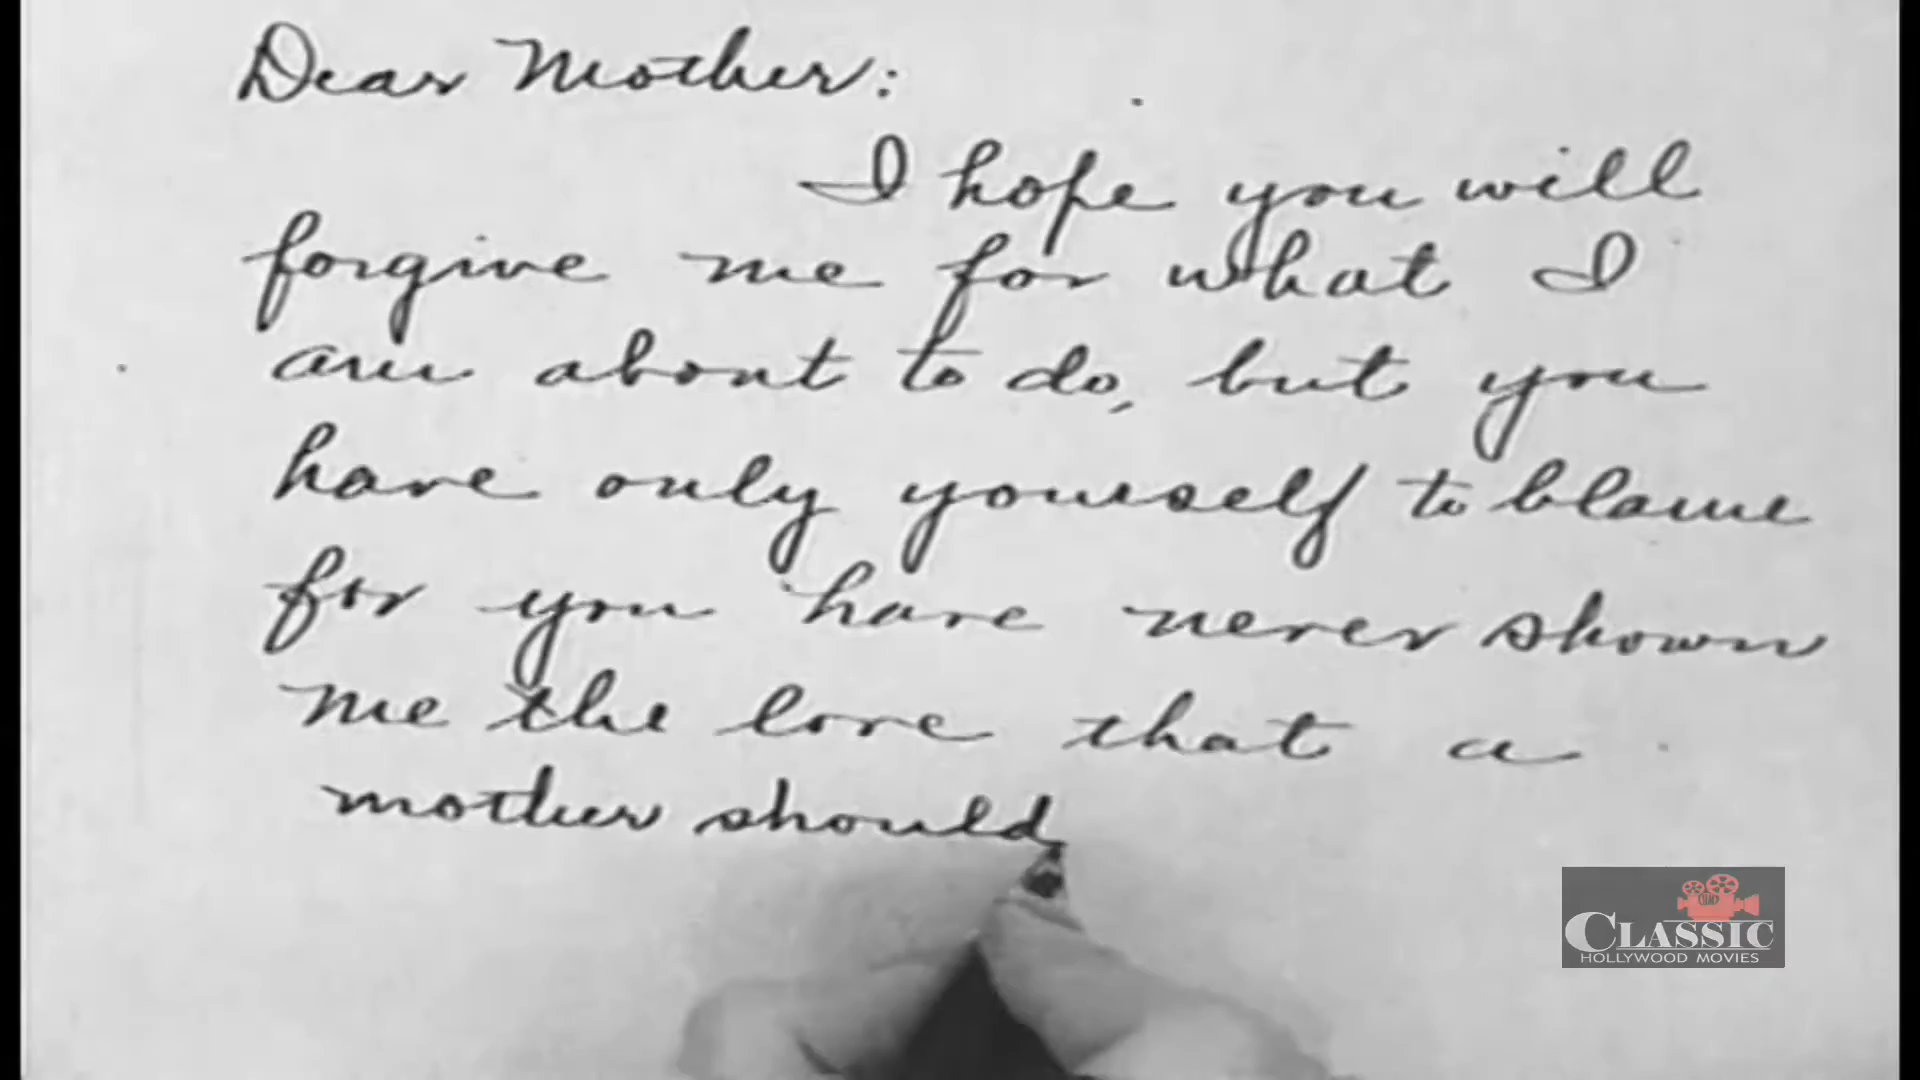 Dear Mother:
I hope you will
forgive me for what I
am about to do, but you
have only yourself to blame
for you have never shown
me the love that a
mother should
CLASSIC
HOLLYWOOD MOVIES